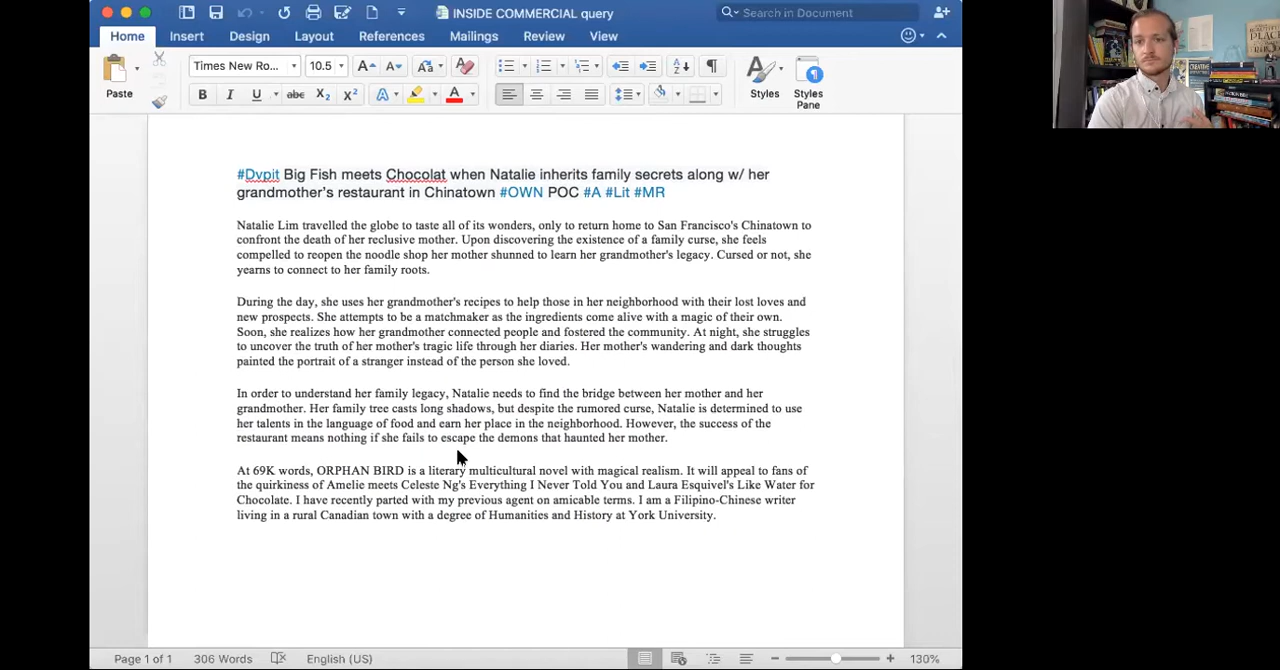 INSIDE COMMERCIAL query
Search in Document
Home Insert Design Layout References Mailings Review View
Times New Ro... 10.5
Paste
Styles
Styles
Pane
#Dvpit Big Fish meets Chocolat when Natalie inherits family secrets along w/ her
grandmother's restaurant in Chinatown #OWN POC #A #Lit #MR
Natalie Lim travelled the globe to taste all of its wonders, only to return home to San Francisco's Chinatown to
confront the death of her reclusive mother. Upon discovering the existence of a family curse, she feels
compelled to reopen the noodle shop her mother shunned to learn her grandmother's legacy. Cursed or not, she
yearns to connect to her family roots.
During the day, she uses her grandmother's recipes to help those in her neighborhood with their lost loves and
new prospects. She attempts to be a matchmaker as the ingredients come alive with a magic of their own.
Soon, she realizes how her grandmother connected people and fostered the community. At night, she struggles
to uncover the truth of her mother's tragic life through her diaries. Her mother's wandering and dark thoughts
painted the portrait of a stranger instead of the person she loved.
In order to understand her family legacy, Natalie needs to find the bridge between her mother and her
grandmother. Her family tree casts long shadows, but despite the rumored curse, Natalie is determined to use
her talents in the language of food and earn her place in the neighborhood. However, the success of the
restaurant means nothing if she fails to escape the demons that haunted her mother.
At 69K words, ORPHAN BIRD is a literary multicultural novel with magical realism. It will appeal to fans of
the quirkiness of Amelie meets Celeste Ng's Everything I Never Told You and Laura Esquivel's Like Water for
Chocolate. I have recently parted with my previous agent on amicable terms. I am a Filipino-Chinese writer
living in a rural Canadian town with a degree of Humanities and History at York University.
Page 1 of 1 306 Words English (US) 130%